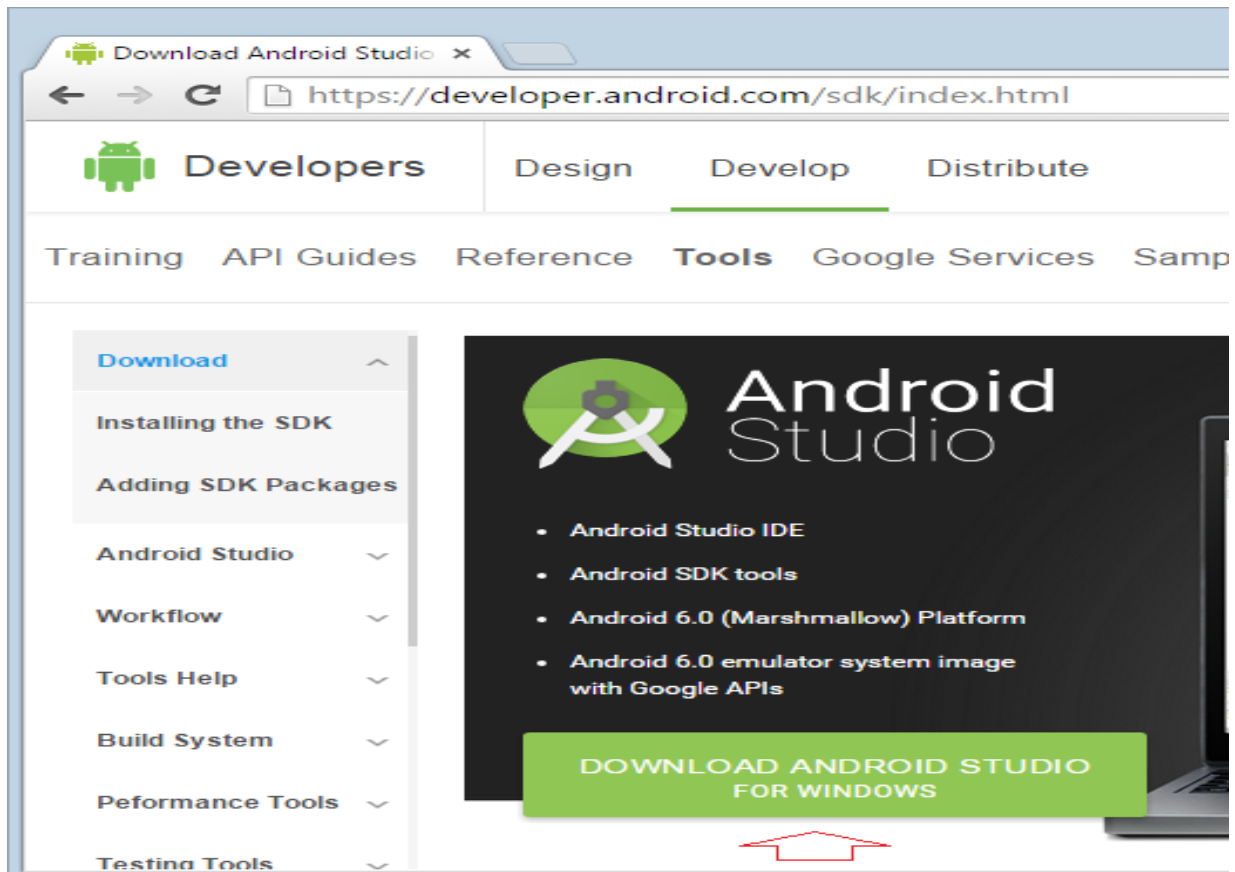 Download Android Studio
https://developer.android.com/sdk/index.html
Developers Design Develop Distribute
Training API Guides Reference Tools Google Services Samp
Download
Installing the SDK
Adding SDK Packages
Android Studio
Workflow
Tools Help
Build System
Peformance Tools
Testing Tools
Android
Studio
• Android Studio IDE
• Android SDK tools
• Android 6.0 (Marshmallow) Platform
• Android 6.0 emulator system image
with Google APIs
DOWNLOAD ANDROID STUDIO
FOR WINDOWS